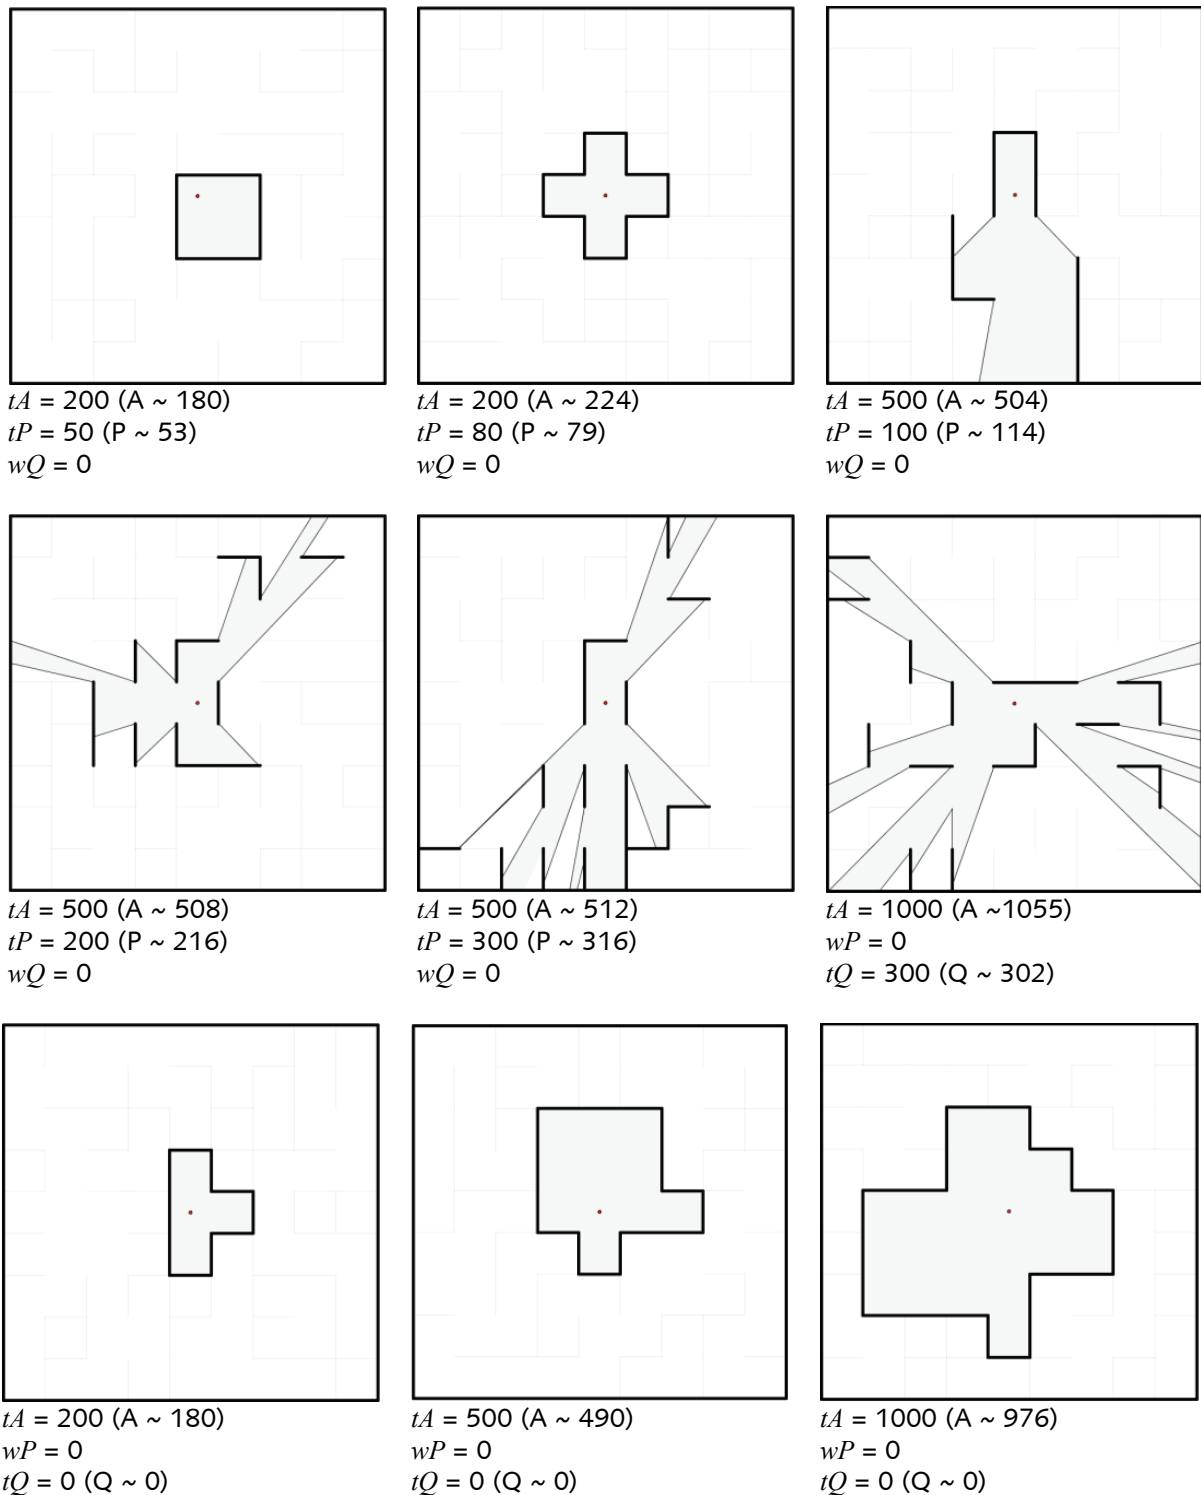 tA = 200 (A ~ 180)
tP = 50 (P ~ 53)
wQ = 0
tA = 200 (A ~ 224)
tP = 80 (P ~ 79)
wQ = 0
tA = 500 (A ~ 504)
tP = 100 (P ~ 114)
wQ = 0
tA = 500 (A ~ 508)
tP = 200 (P ~ 216)
wQ = 0
tA = 500 (A ~ 512)
tP = 300 (P ~ 316)
wQ = 0
tA = 1000 (A ~1055)
wP = 0
tQ = 300 (Q ~ 302)
tA = 200 (A ~ 180)
wP = 0
tQ = 0 (Q ~ 0)
tA = 500 (A ~ 490)
wP = 0
tQ = 0 (Q ~ 0)
tA = 1000 (A ~ 976)
wP = 0
tQ = 0 (Q ~ 0)